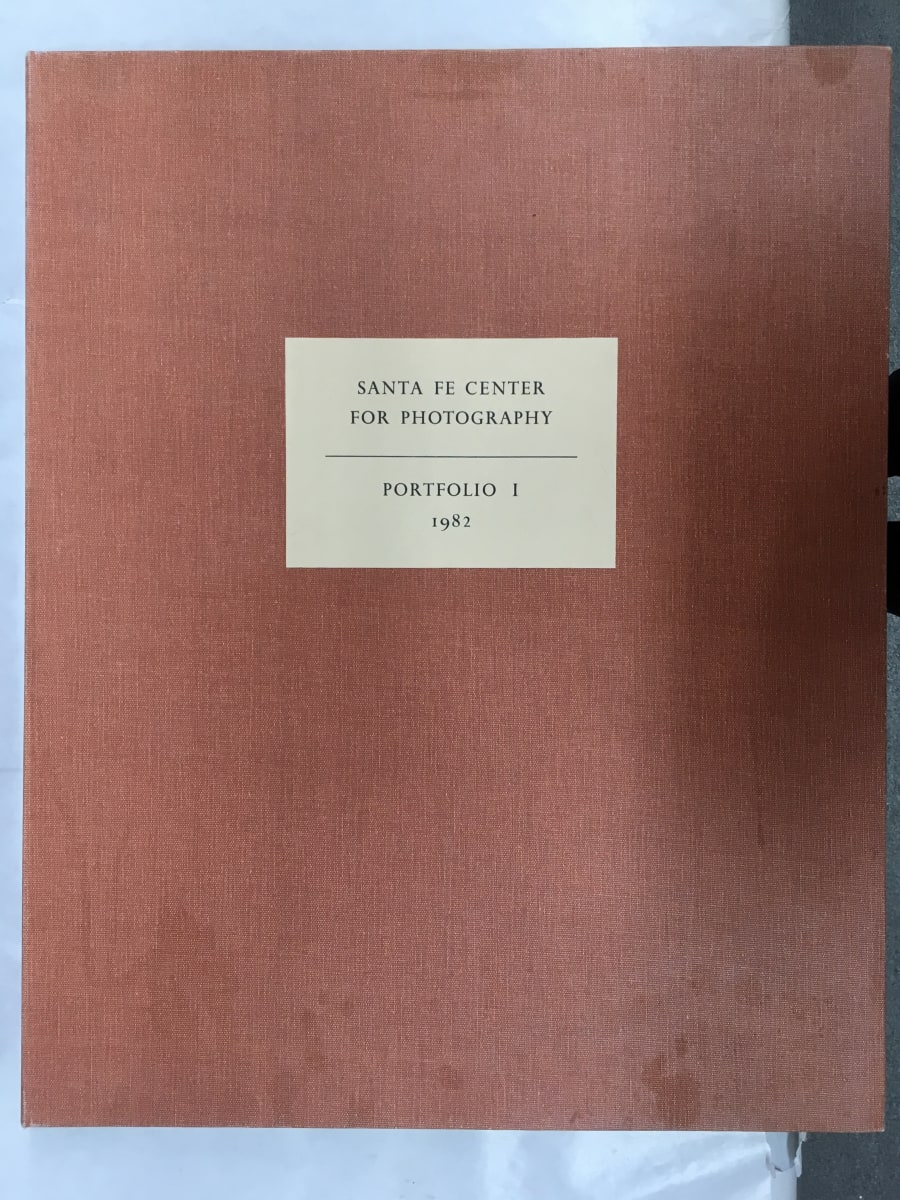 SANTA FE CENTER
FOR PHOTOGRAPHY
PORTFOLIO I
1982